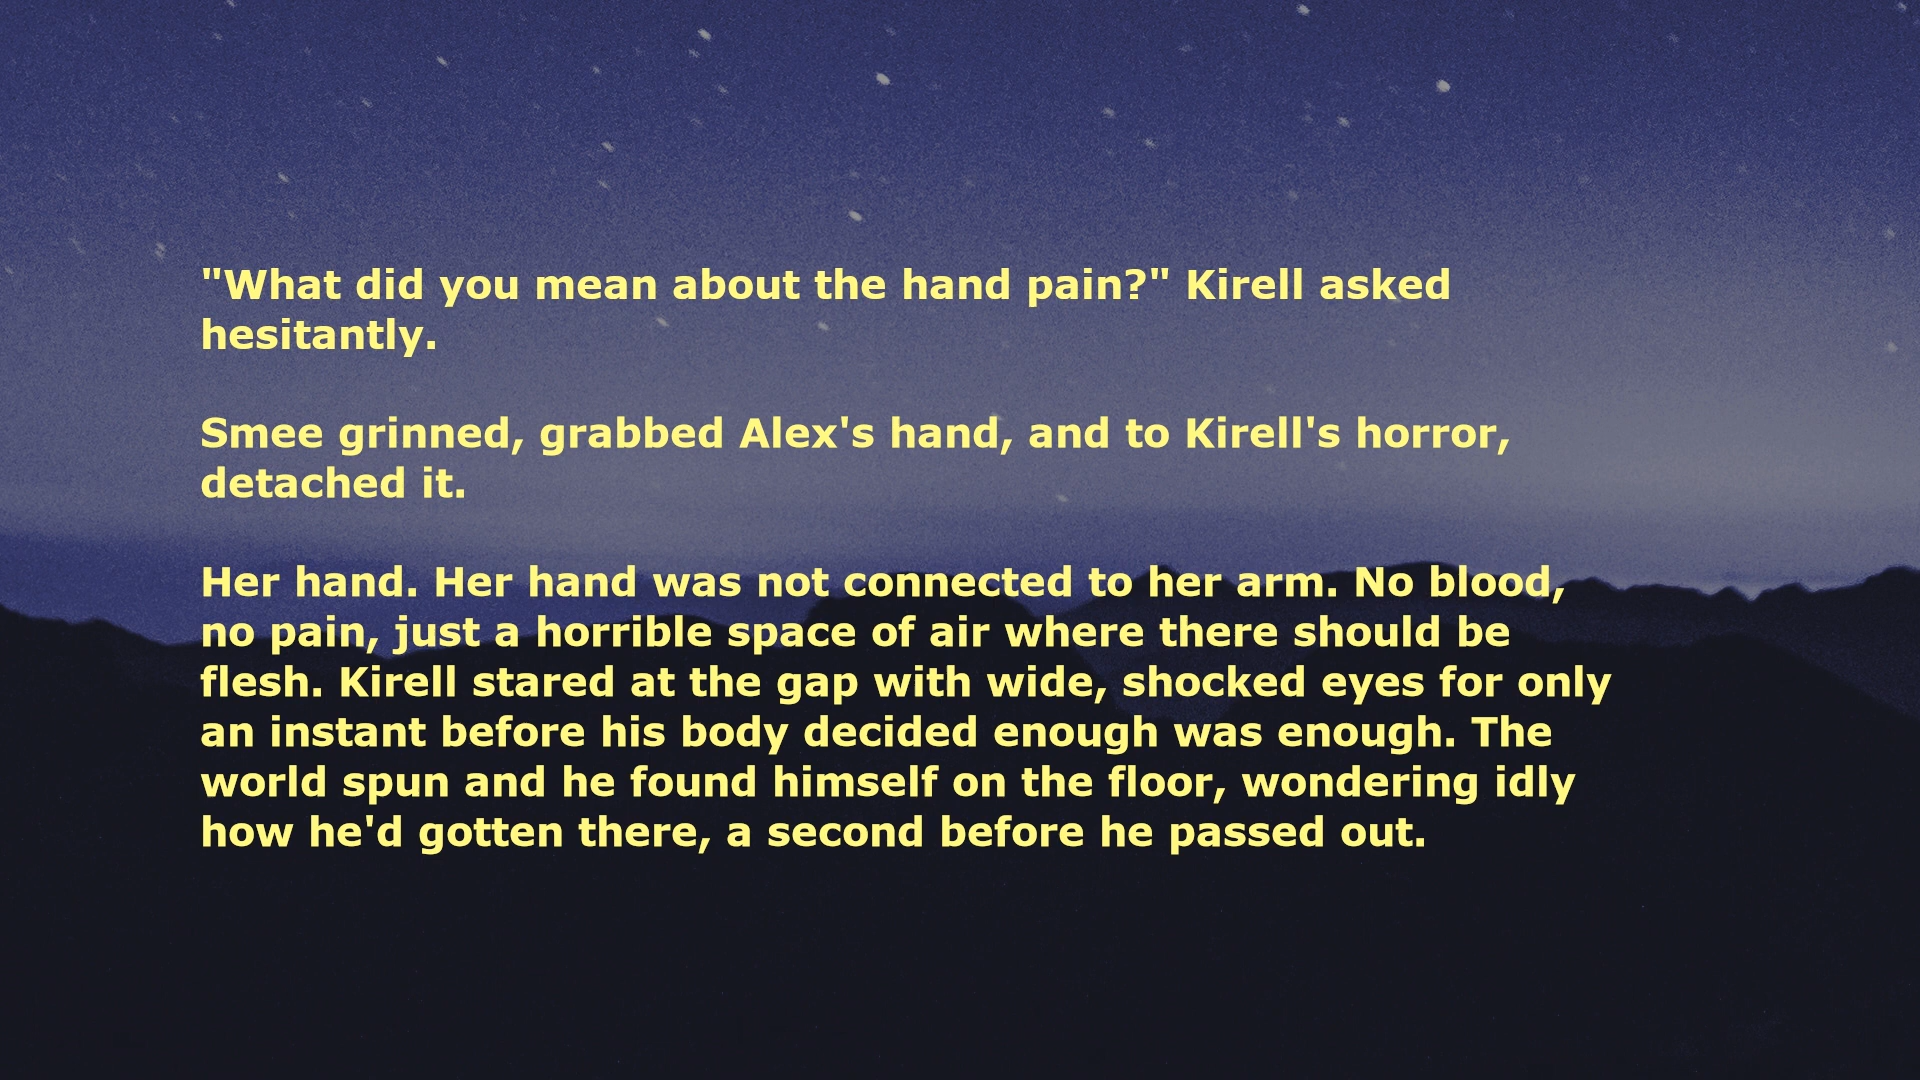 "What did you mean about the hand pain?" Kirell asked
hesitantly.
Smee grinned, grabbed Alex's hand, and to Kirell's horror,
detached it.
Her hand. Her hand was not connected to her arm. No blood,
no pain, just a horrible space of air where there should be
flesh. Kirell stared at the gap with wide, shocked eyes for only
an instant before his body decided enough was enough. The
world spun and he found himself on the floor, wondering idly
how he'd gotten there, a second before he passed out.